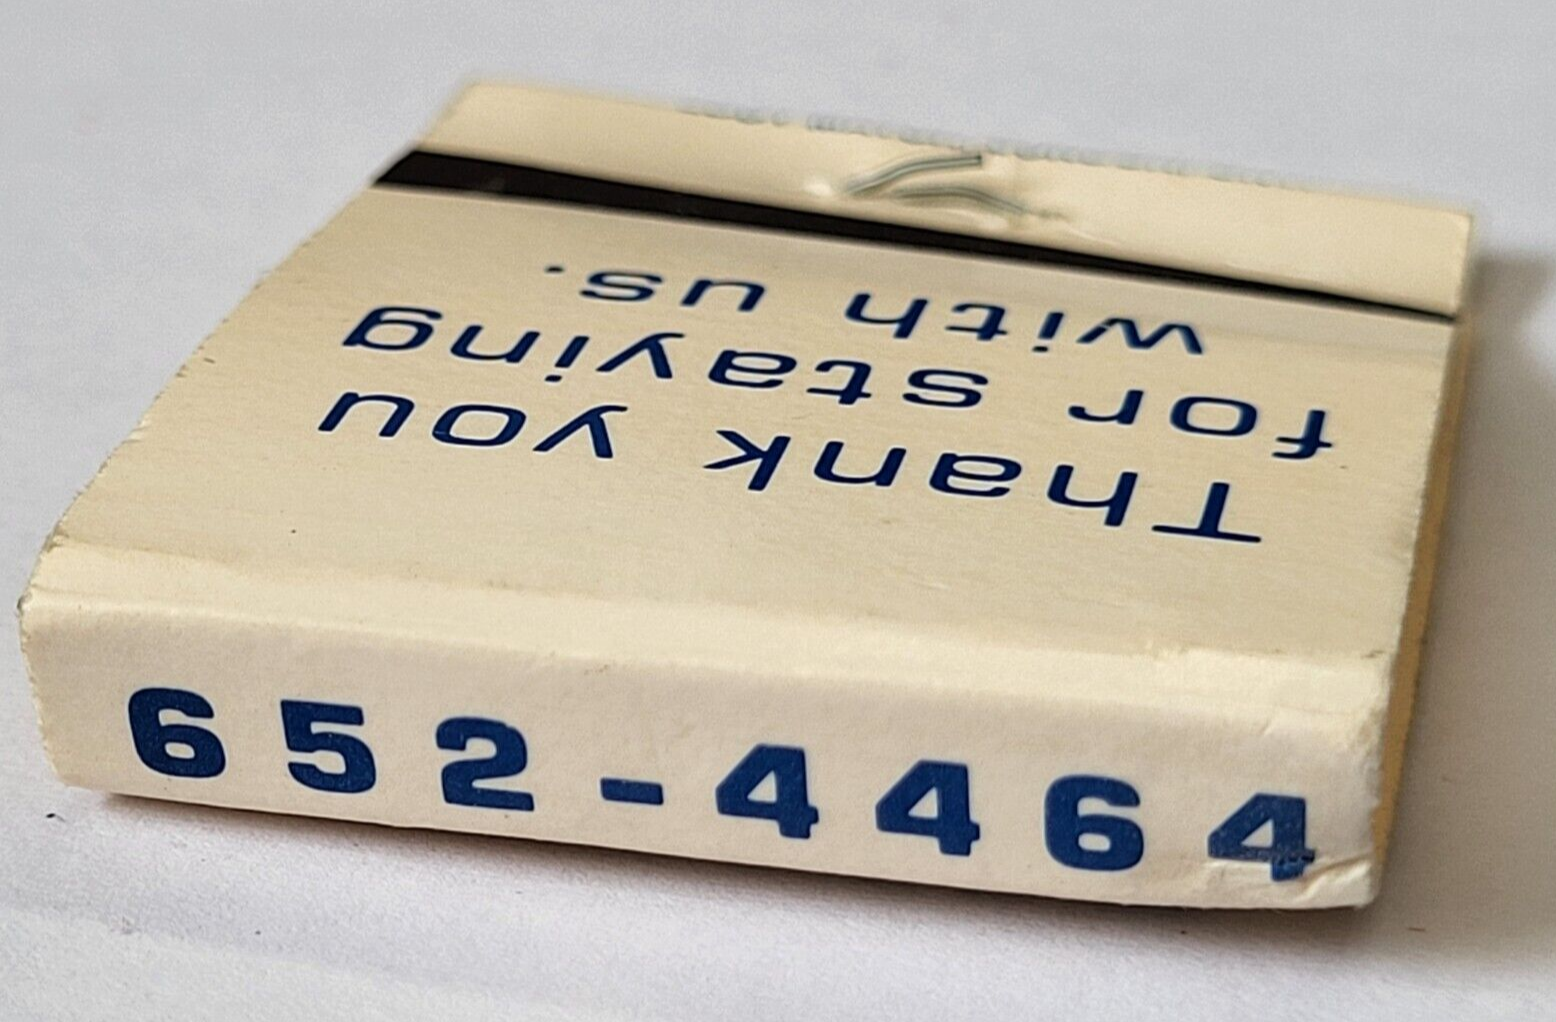 Thank you
for staying
with us.
652-4464